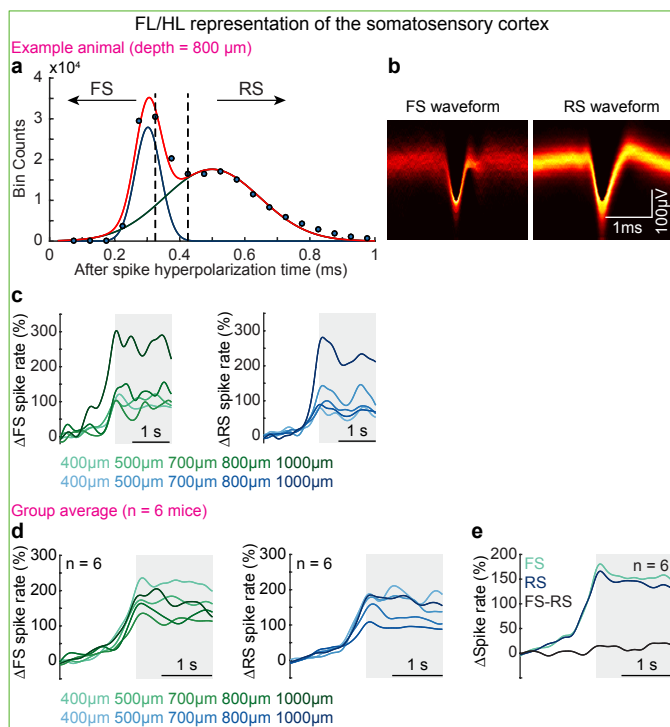 FL/HL representation of the somatosensory cortex
Example animal (depth = 800 µm)
a
x10⁴
FS
RS
Bin Counts
4
3
2
1
0
0
0.2
0.4
0.6
0.8
1
After spike hyperpolarization time (ms)
b
FS waveform
RS waveform
1ms
100µV
c
ΔFS spike rate (%)
300
200
100
0
1 s
ΔRS spike rate (%)
300
200
100
0
1 s
400µm 500µm 700µm 800µm 1000µm
400µm 500µm 700µm 800µm 1000µm
Group average (n = 6 mice)
d
n = 6
ΔFS spike rate (%)
300
200
100
0
1 s
n = 6
ΔRS spike rate (%)
300
200
100
0
1 s
400µm 500µm 700µm 800µm 1000µm
400µm 500µm 700µm 800µm 1000µm
e
FS
RS
FS-RS
n = 6
ΔSpike rate (%)
200
150
100
50
0
1 s